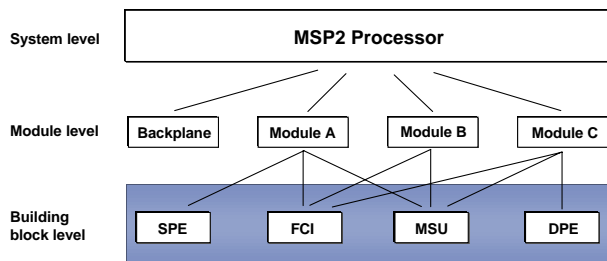 System level
MSP2 Processor
Module level
Backplane
Module A
Module B
Module C
Building
block level
SPE
FCI
MSU
DPE